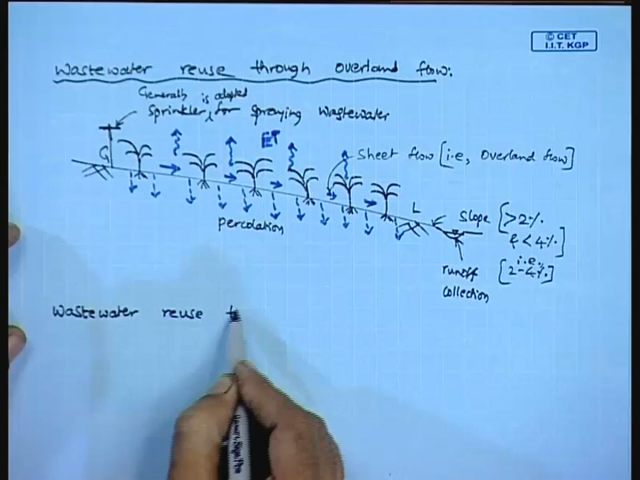 © CET
I.I.T. KGP
Wastewater reuse through overland flow:
Generally is adopted
Sprinkler, for spraying wastewater
G
ET
Sheet flow [i.e, overland flow]
L
Slope [>2%
& <4%]
i.e.
[2-4%]
Percolation
runoff
collection
Wastewater reuse t